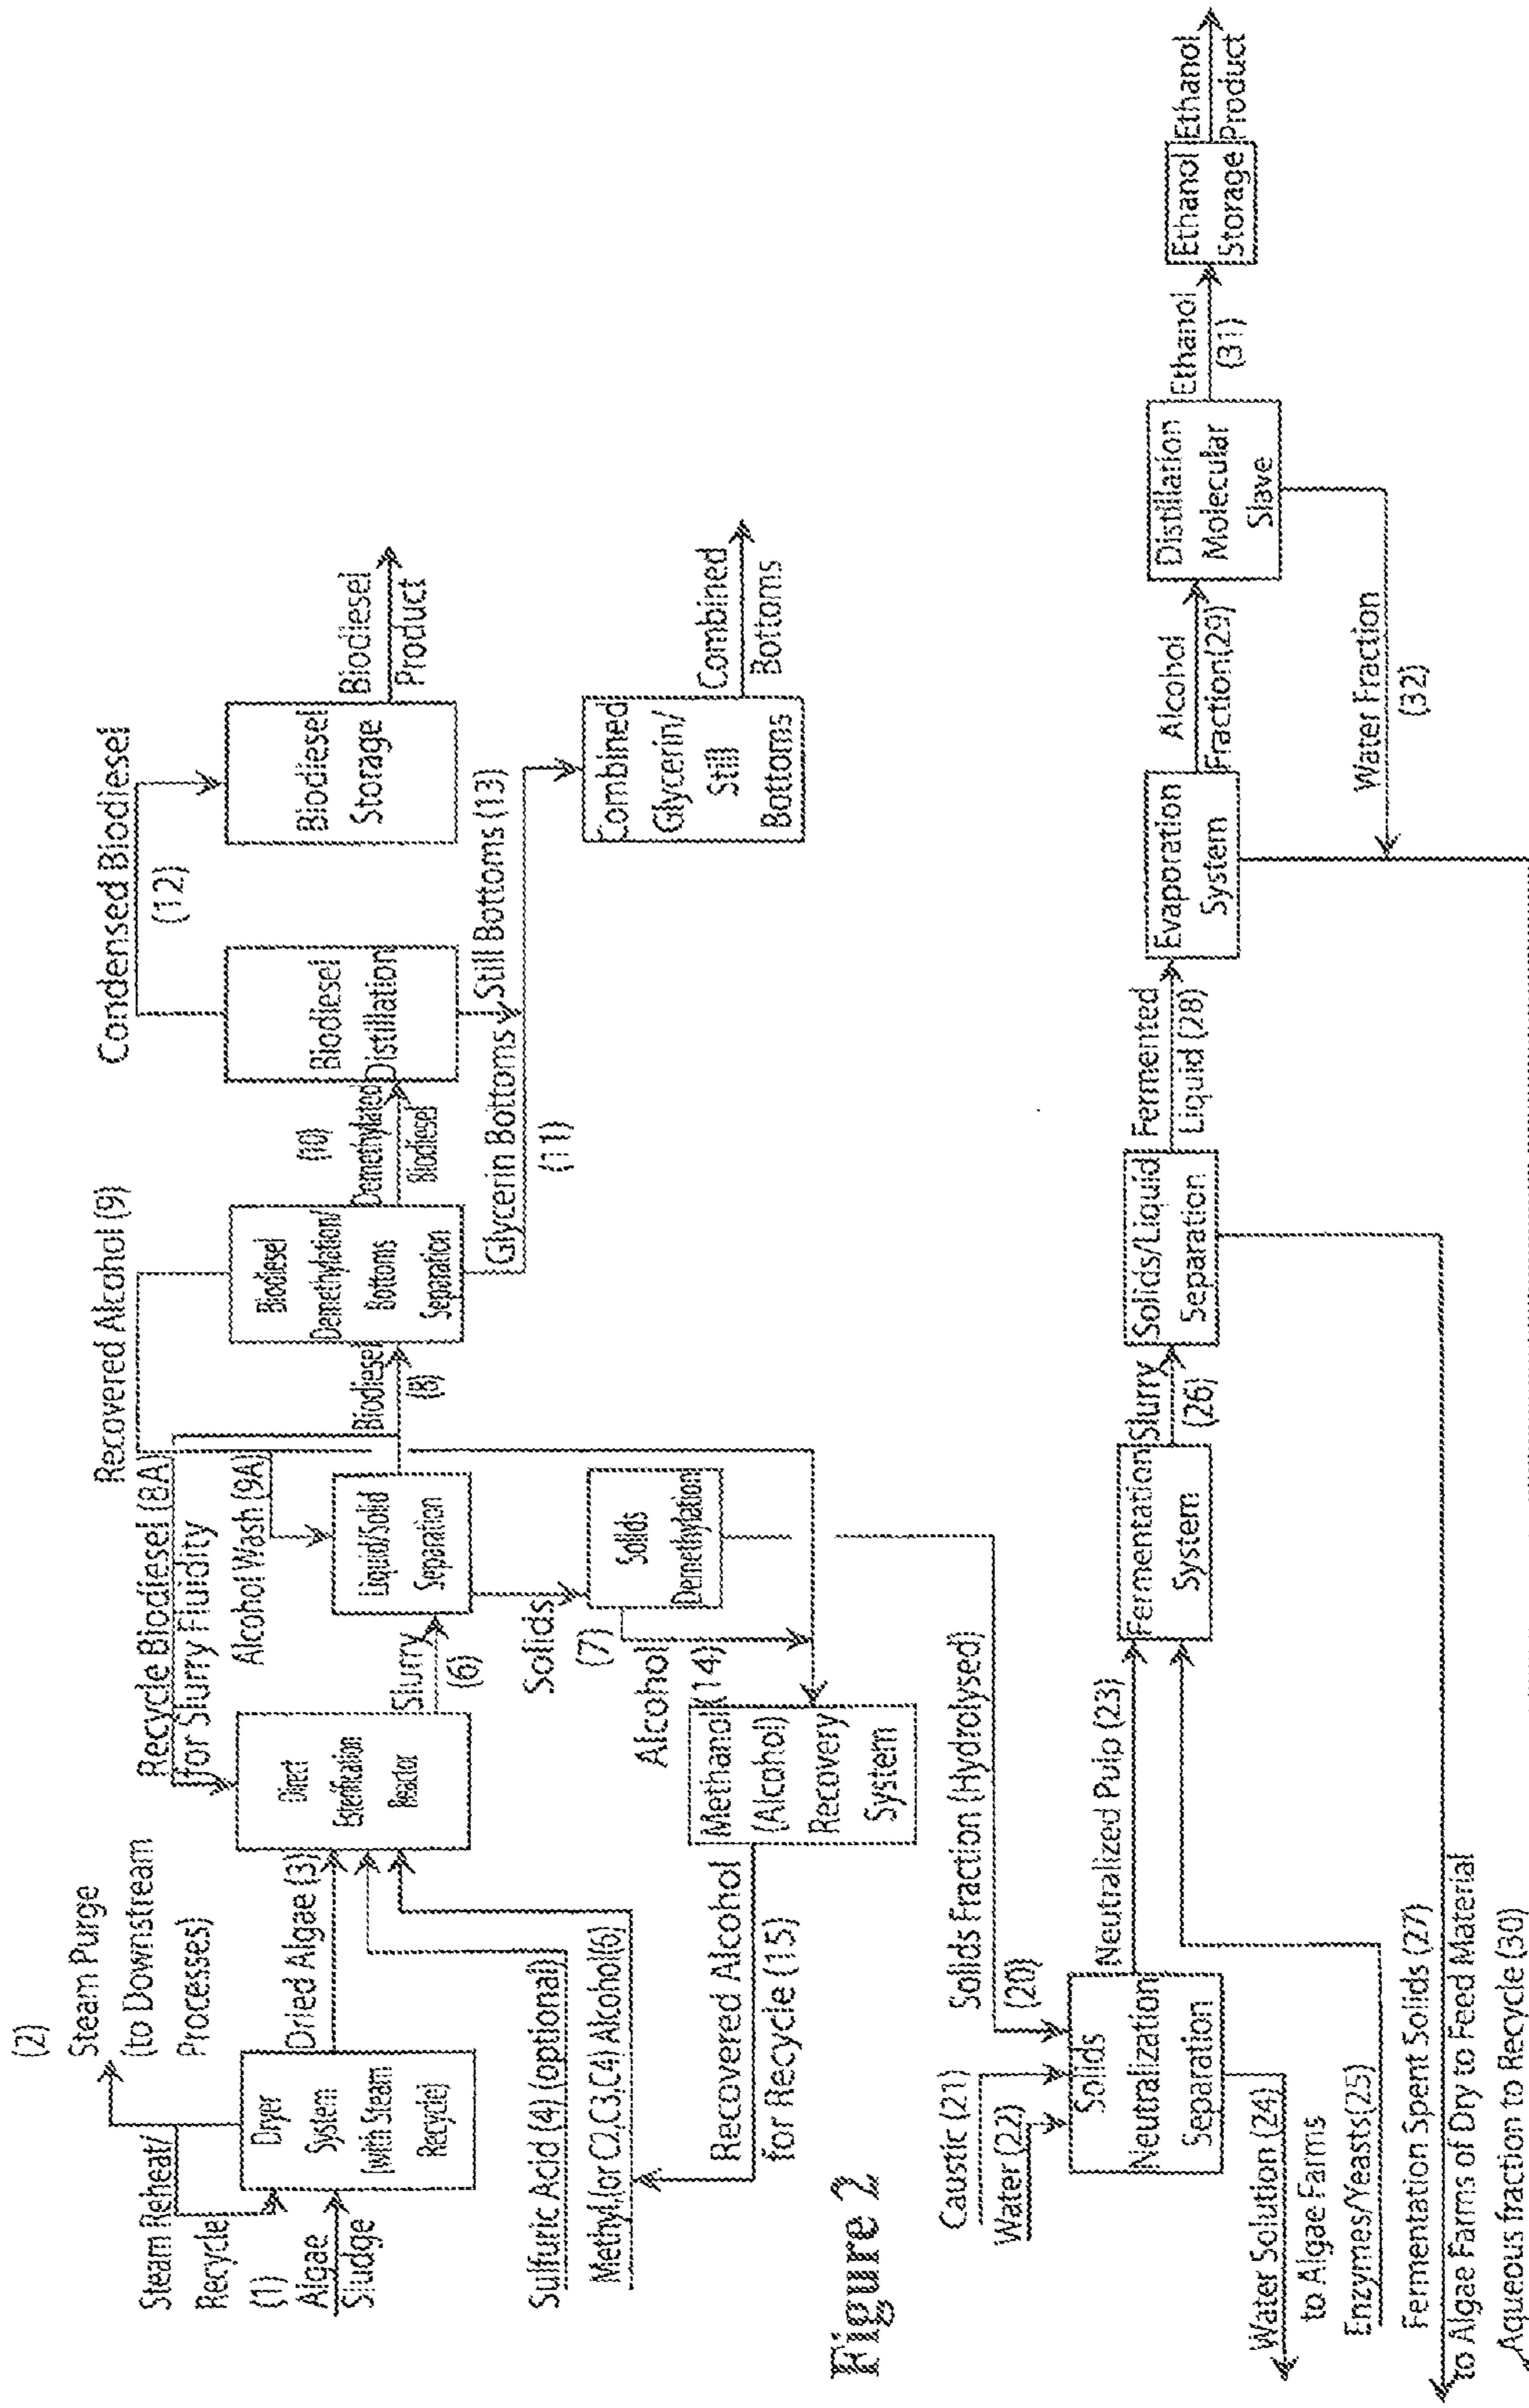 (2)
Steam Purge
(to Downstream
Processes)
Steam Reheat/
Recycle
(1)
Algae
Sludge
Dryer
System
(with Steam
Recycle)
Dried Algae (3)
Sulfuric Acid (4) (optional)
Methyl,(or C2,C3,C4) Alcohol(6)
Recycle Biodiesel (8A)
(for Slurry Fluidity
Direct
Esterification
Reactor
Slurry
(6)
Recovered Alcohol (9)
Alcohol Wash (9A)
Liquid/Solid
Separation
Solids
(7)
Solids
Demethylation
Alcohol
(14)
Methanol
(Alcohol)
Recovery
System
Recovered Alcohol
for Recycle (15)
Biodiesel
(8)
Biodiesel
Demethylation/
Bottoms
Separation
(10)
Demethylated
Biodiesel
Glycerin Bottoms
(11)
Biodiesel
Distillation
Still Bottoms (13)
Condensed Biodiesel
(12)
Biodiesel
Storage
Biodiesel
Product
Combined
Glycerin/
Still
Bottoms
Combined
Bottoms
Figure 2
Solids Fraction (Hydrolysed)
(20)
Caustic (21)
Water (22)
Solids
Neutralization
Separation
Neutralized Pulp (23)
Water Solution (24)
to Algae Farms
Enzymes/Yeasts(25)
Fermentation
System
Slurry
(26)
Solids/Liquid
Separation
Fermentation Spent Solids (27)
to Algae Farms of Dry to Feed Material
Fermented
Liquid (28)
Evaporation
System
Alcohol
Fraction(29)
Aqueous fraction to Recycle (30)
Distillation
Molecular
Slave
Water Fraction
(32)
Ethanol
(31)
Ethanol
Storage
Ethanol
Product